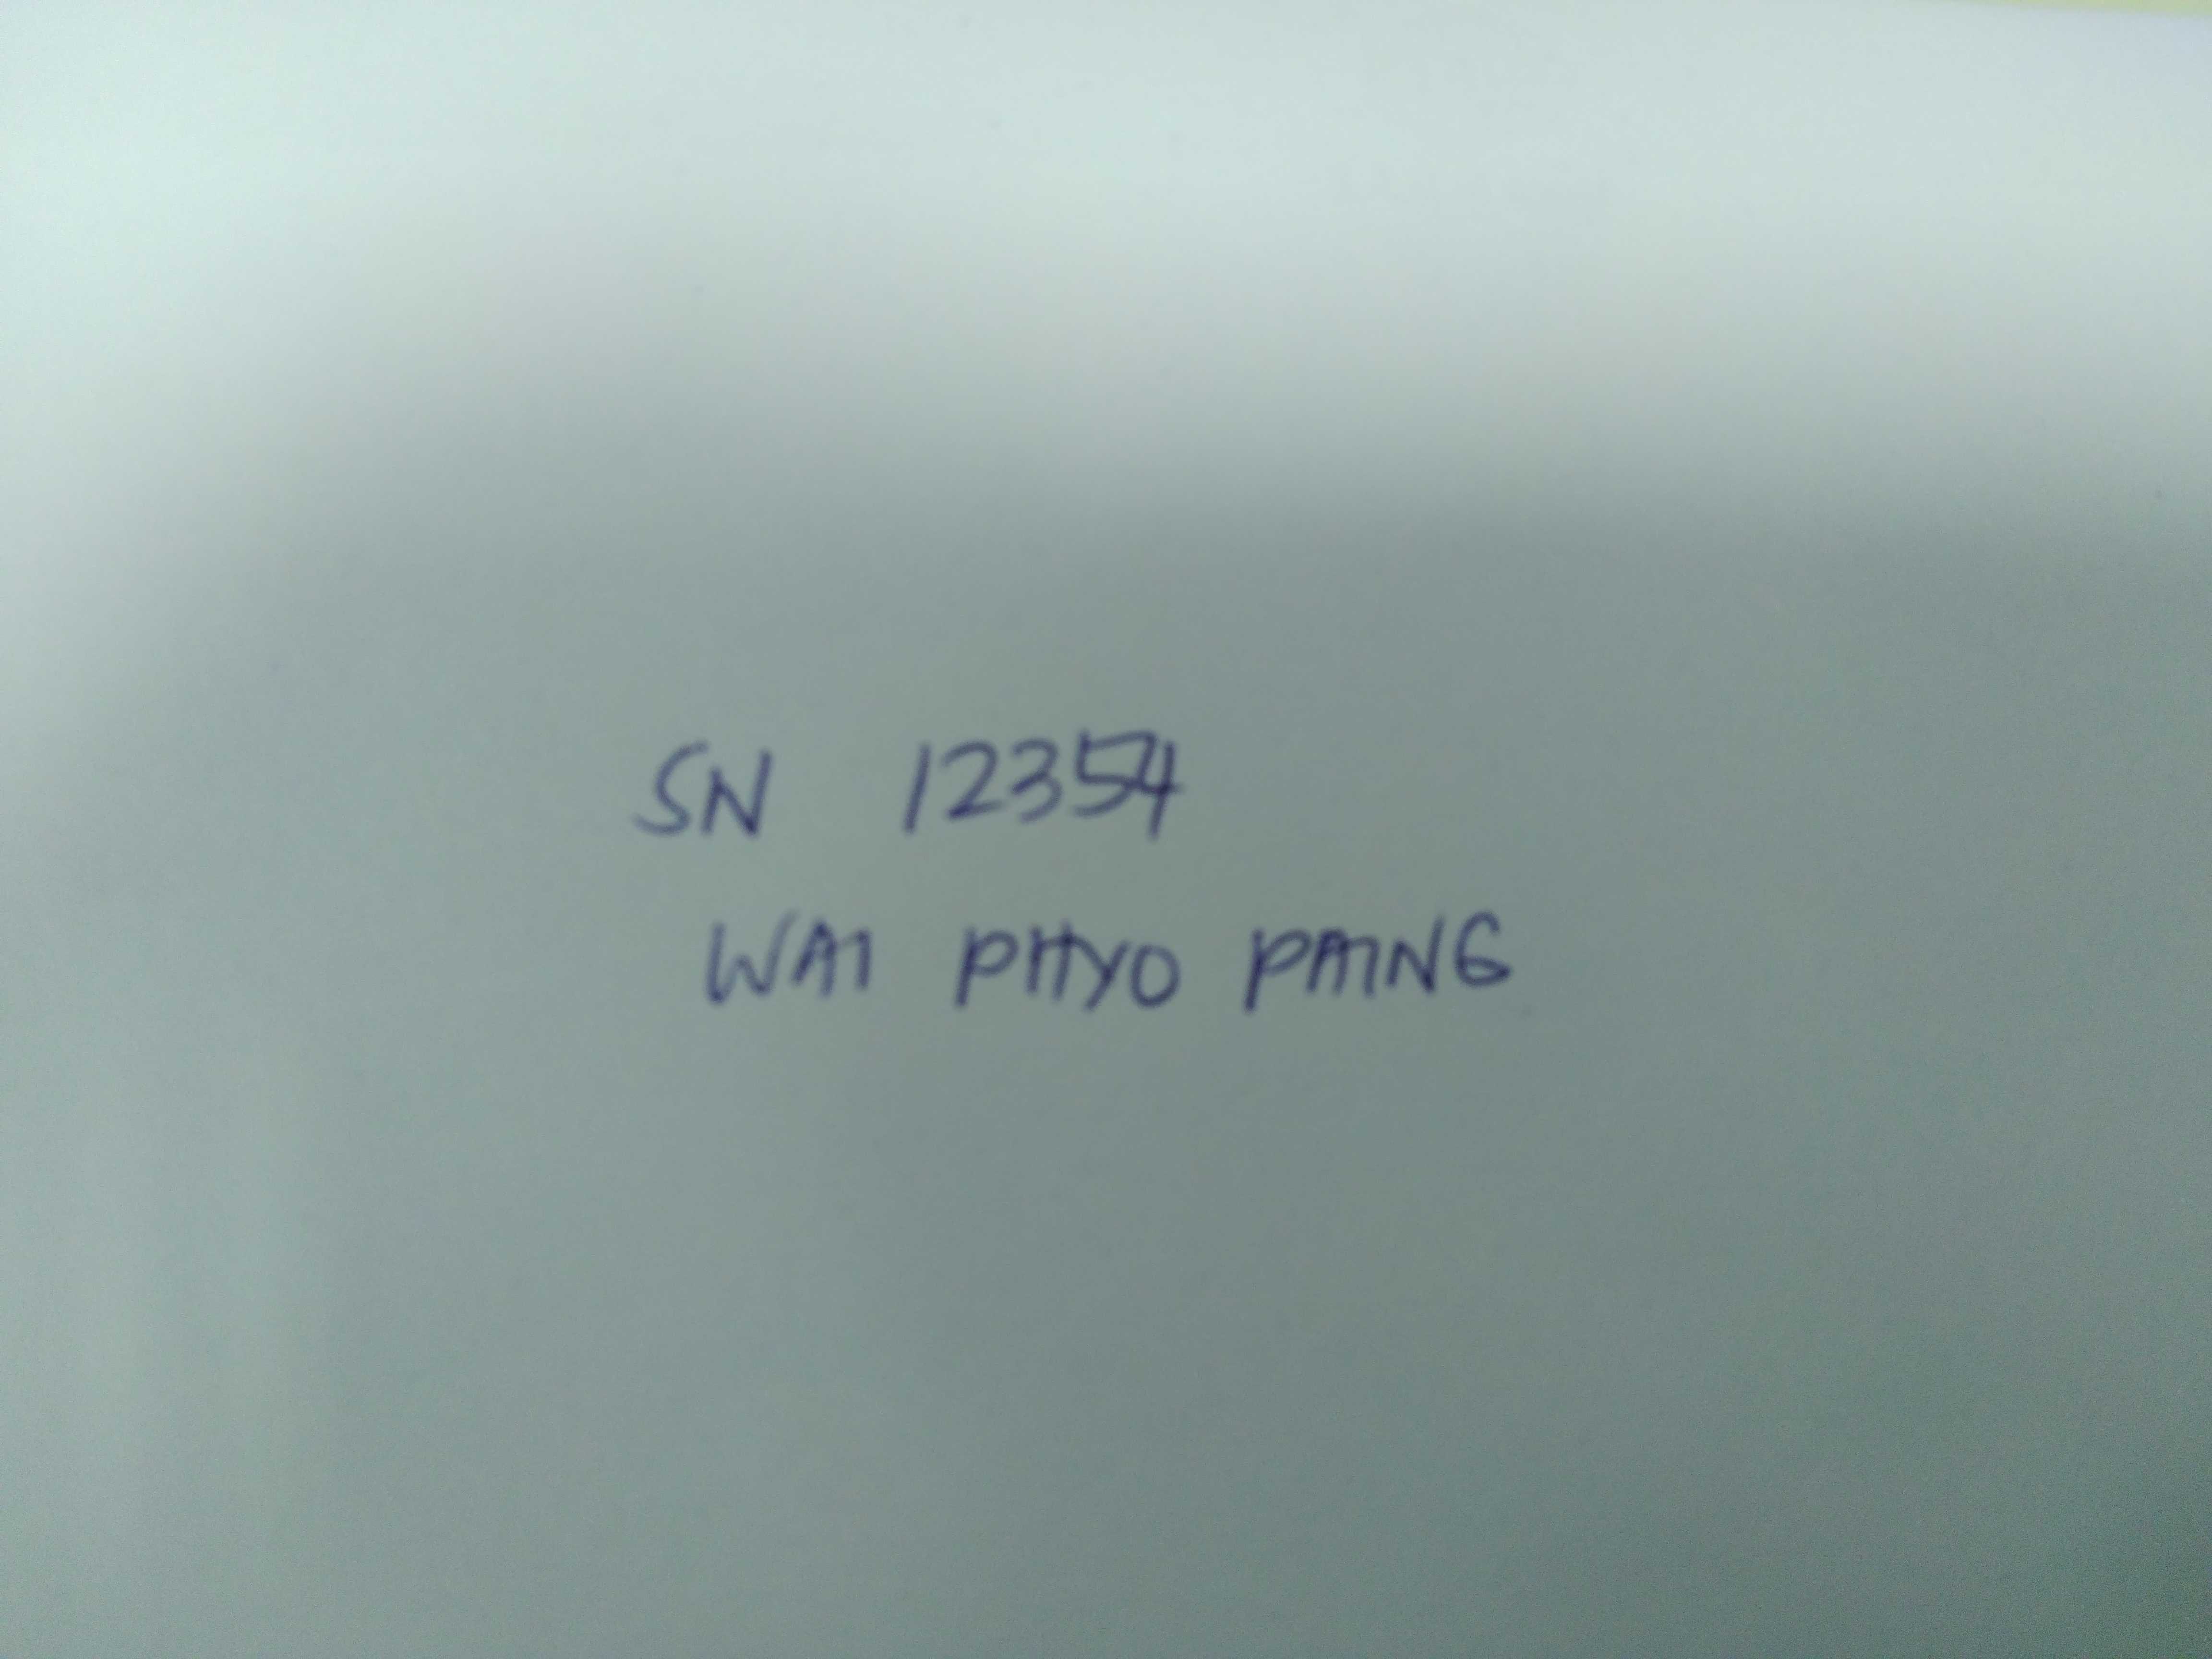 SN 12354
WAI PHYO PAING